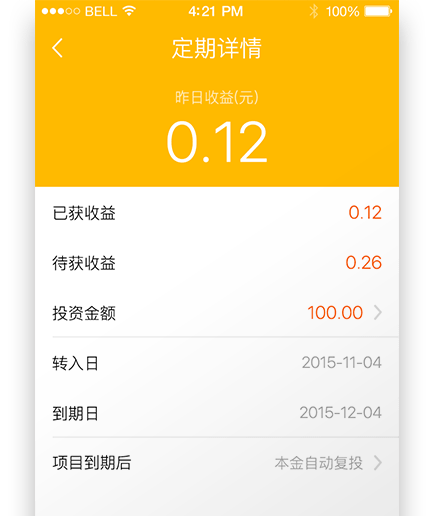 BELL 4:21 PM 100%
定期详情
昨日收益(元)
0.12
已获收益 0.12
待获收益 0.26
投资金额 100.00
转入日 2015-11-04
到期日 2015-12-04
项目到期后 本金自动复投